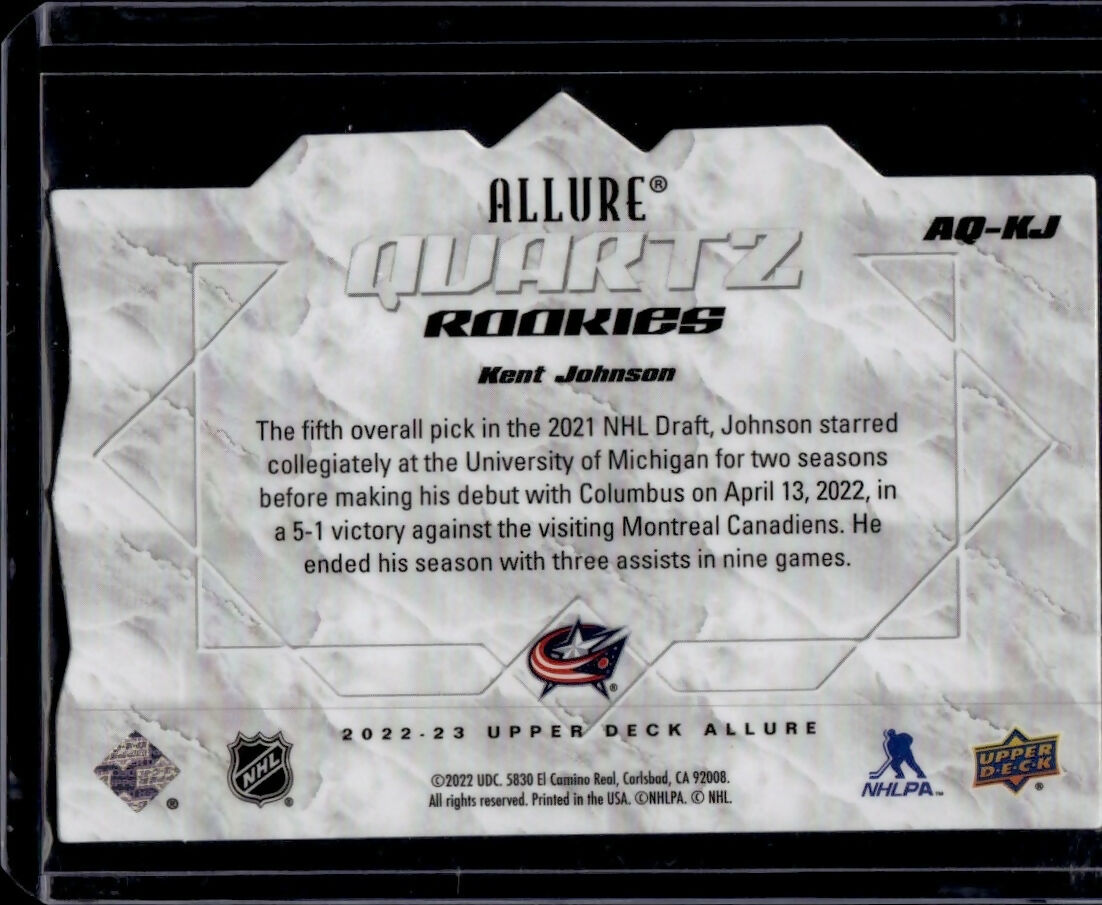 ALLURE®
AQ-KJ
QUARTZ
ROOKIES
Kent Johnson
The fifth overall pick in the 2021 NHL Draft, Johnson starred
collegiately at the University of Michigan for two seasons
before making his debut with Columbus on April 13, 2022, in
a 5-1 victory against the visiting Montreal Canadiens. He
ended his season with three assists in nine games.
®
2022-23 UPPER DECK ALLURE
®
NHL
®
©2022 UDC. 5830 El Camino Real, Carlsbad, CA 92008.
All rights reserved. Printed in the USA. ©NHLPA. © NHL.
NHLPA™
UPPER
D·E·C·K
®